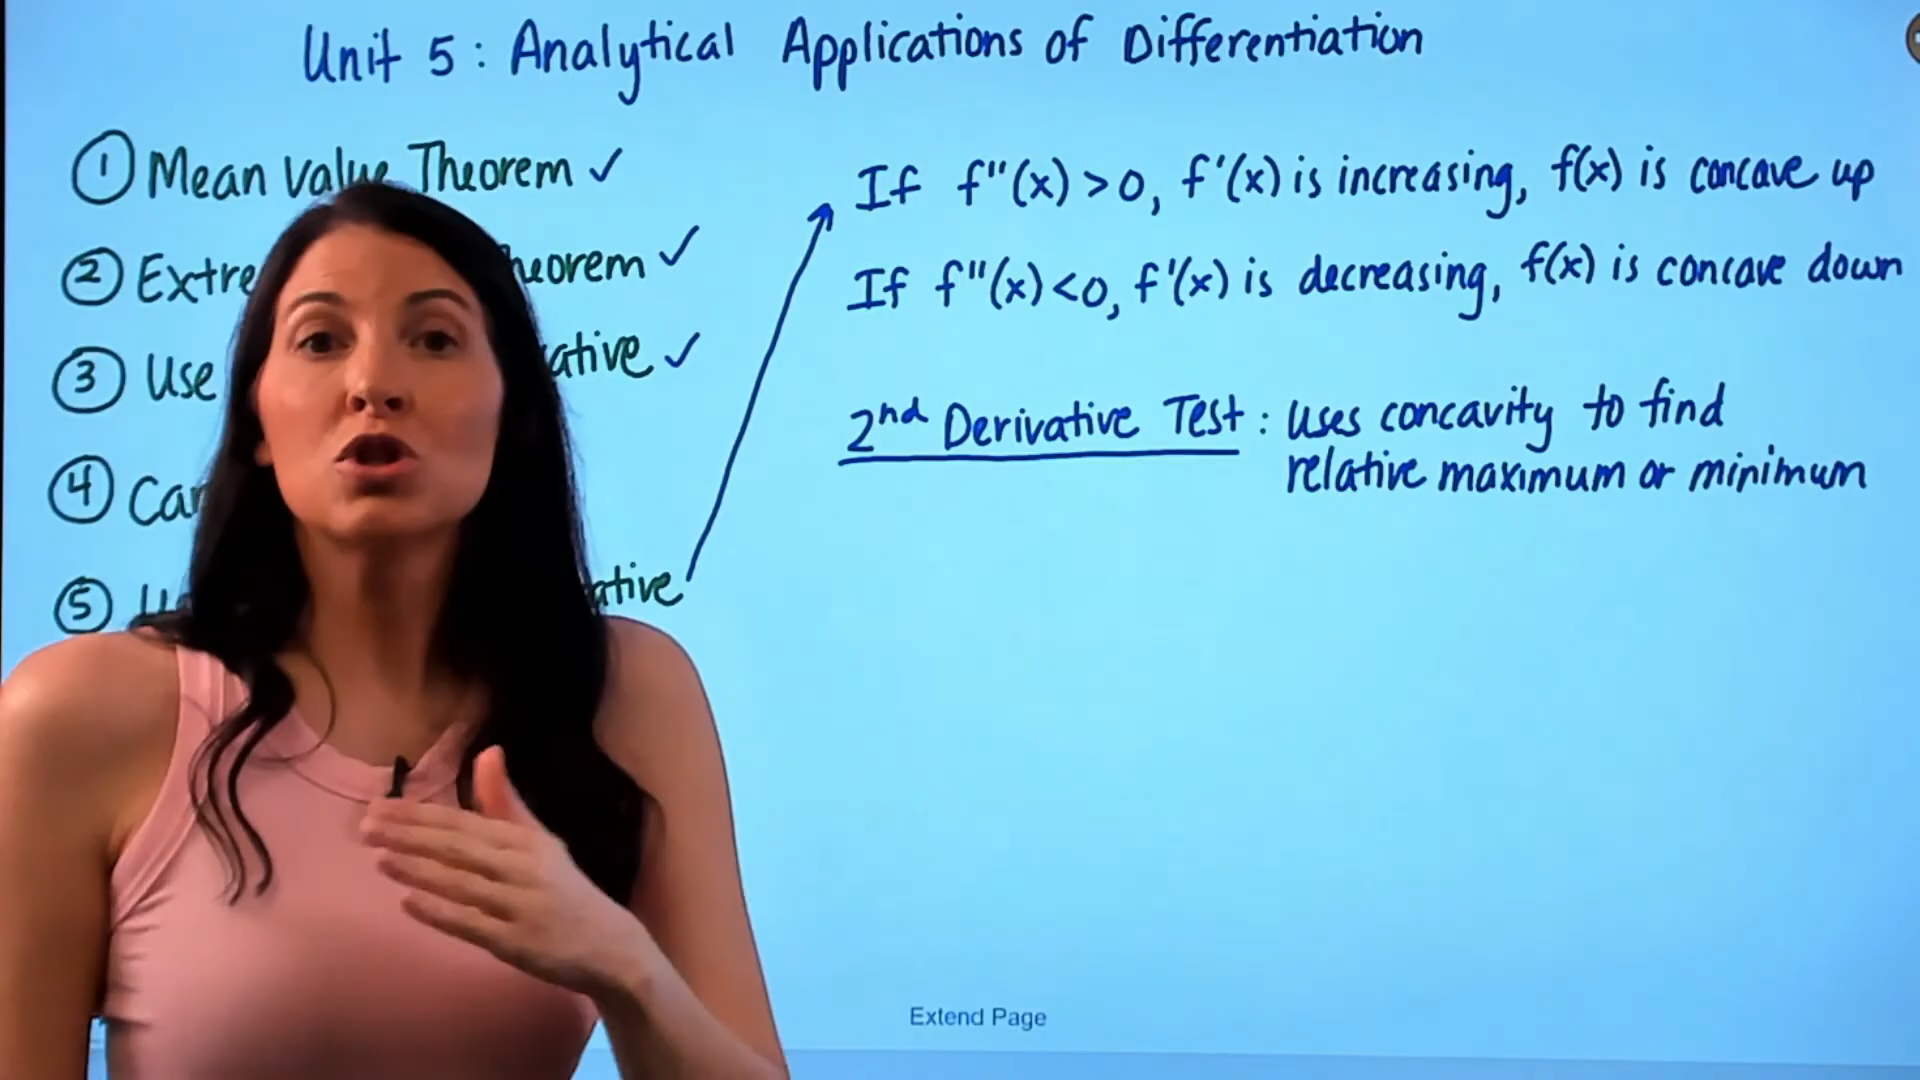 Unit 5: Analytical Applications of Differentiation
① Mean Value Theorem ✓
② Extre heorem ✓
③ Use ative ✓
④ Can
⑤ ative
If f''(x) > 0, f'(x) is increasing, f(x) is concave up
If f''(x) < 0, f'(x) is decreasing, f(x) is concave down
2nd Derivative Test: uses concavity to find
relative maximum or minimum
Extend Page